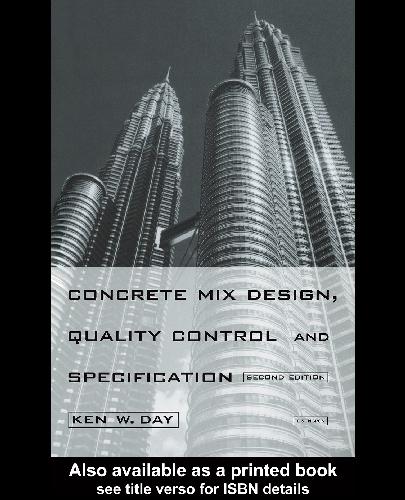 CONCRETE MIX DESIGN,
QUALITY CONTROL AND
SPECIFICATION SECOND EDITION
KEN W. DAY
Also available as a printed book
see title verso for ISBN details